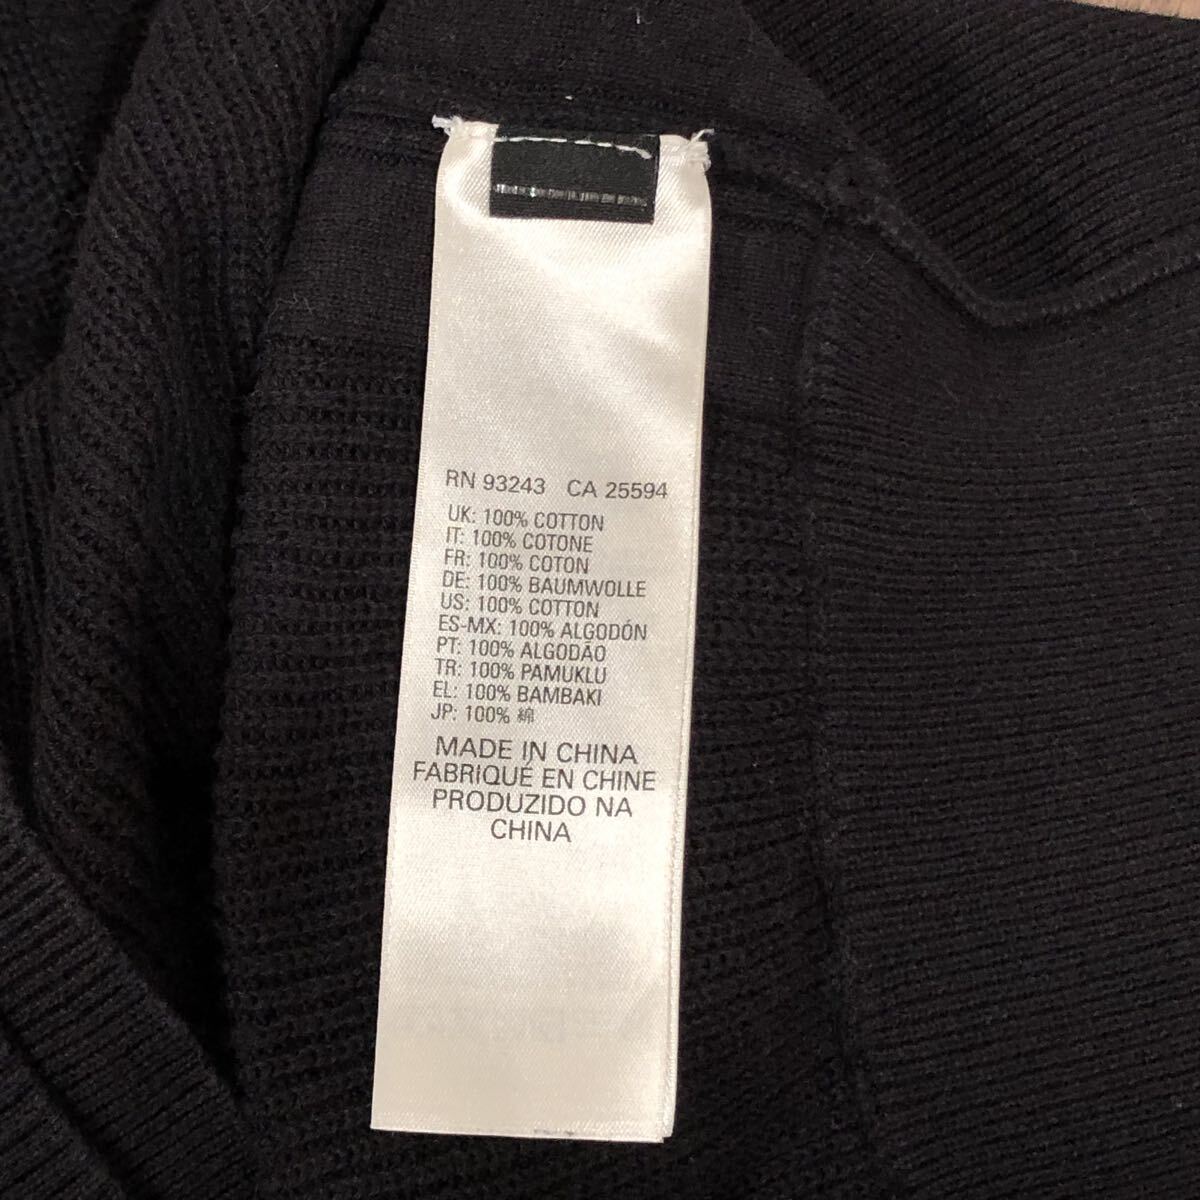 RN 93243 CA 25594
UK: 100% COTTON
IT: 100% COTONE
FR: 100% COTON
DE: 100% BAUMWOLLE
US: 100% COTTON
ES-MX: 100% ALGODÓN
PT: 100% ALGODÃO
TR: 100% PAMUKLU
EL: 100% BAMBAKI
JP: 100% 綿
MADE IN CHINA
FABRIQUÉ EN CHINE
PRODUZIDO NA
CHINA